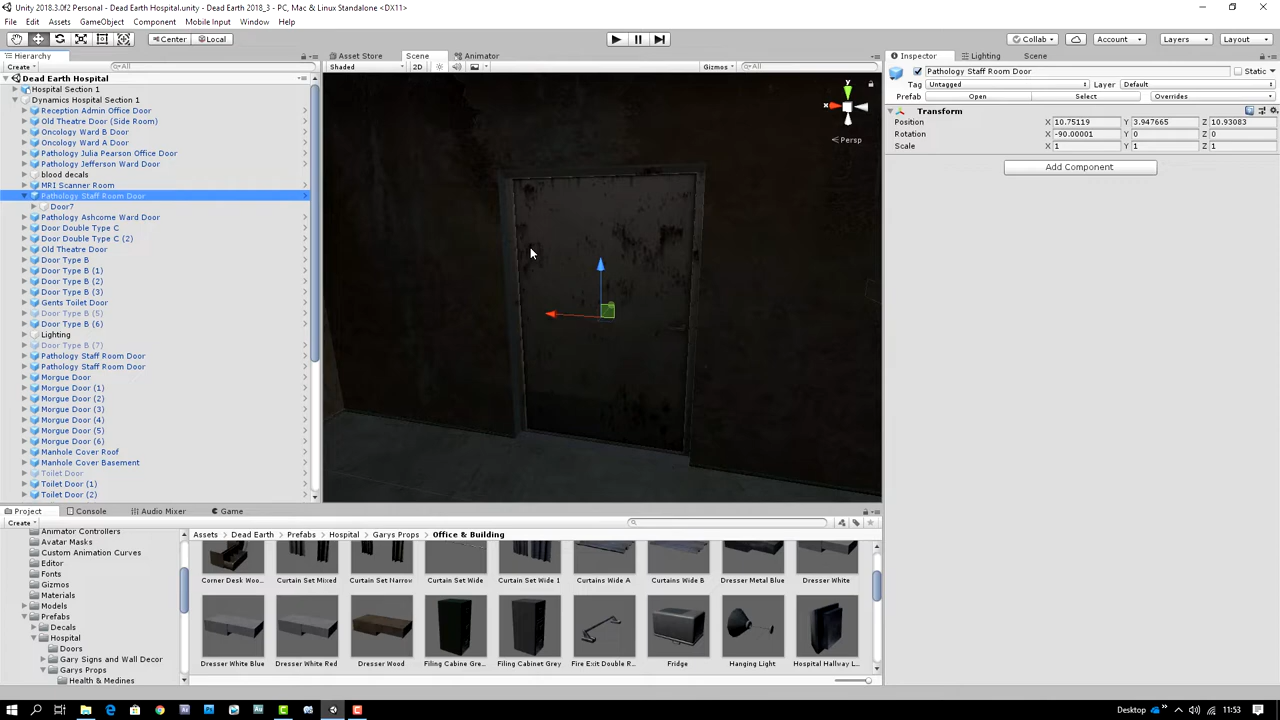 Unity 2018.3.0f2 Personal - Dead Earth Hospital.unity - Dead Earth 2018_3 - PC, Mac & Linux Standalone <DX11>
File Edit Assets GameObject Component Mobile Input Window Help
Center Local Collab Account Layers Layout
Hierarchy Asset Store Scene Animator Inspector Lighting Scene
Create All Shaded 2D Gizmos All Pathology Staff Room Door Static
Dead Earth Hospital Tag Untagged Layer Default
Hospital Section 1 Prefab Open Select Overrides
Dynamics Hospital Section 1
Reception Admin Office Door Transform
Old Theatre Door (Side Room) Position X 10.75119 Y 3.947665 Z 10.93083
Oncology Ward B Door Rotation X -90.00001 Y 0 Z 0
Oncology Ward A Door Scale X 1 Y 1 Z 1
Pathology Julia Pearson Office Door
Pathology Jefferson Ward Door Add Component
blood decals
MRI Scanner Room
Pathology Staff Room Door
Door7
Pathology Ashcome Ward Door
Door Double Type C
Door Double Type C (2)
Old Theatre Door
Door Type B
Door Type B (1)
Door Type B (2)
Door Type B (3)
Gents Toilet Door
Door Type B (5)
Door Type B (6)
Lighting
Door Type B (7)
Pathology Staff Room Door
Pathology Staff Room Door
Morgue Door
Morgue Door (1)
Morgue Door (2)
Morgue Door (3)
Morgue Door (4)
Morgue Door (5)
Morgue Door (6)
Manhole Cover Roof
Manhole Cover Basement
Toilet Door
Toilet Door (1)
Toilet Door (2)
y
x
Persp
Project Console Audio Mixer Game
Create
Animator Controllers
Avatar Masks
Custom Animation Curves
Editor
Fonts
Gizmos
Materials
Models
Prefabs
Decals
Hospital
Doors
Gary Signs and Wall Decor
Garys Props
Health & Medines
Assets Dead Earth Prefabs Hospital Garys Props Office & Building
Corner Desk Woo... Curtain Set Mixed Curtain Set Narrow Curtain Set Wide Curtain Set Wide 1 Curtains Wide A Curtains Wide B Dresser Metal Blue Dresser White
Dresser White Blue Dresser White Red Dresser Wood Filing Cabine Gre... Filing Cabinet Grey Fire Exit Double R... Fridge Hanging Light Hospital Hallway L...
Desktop 11:53